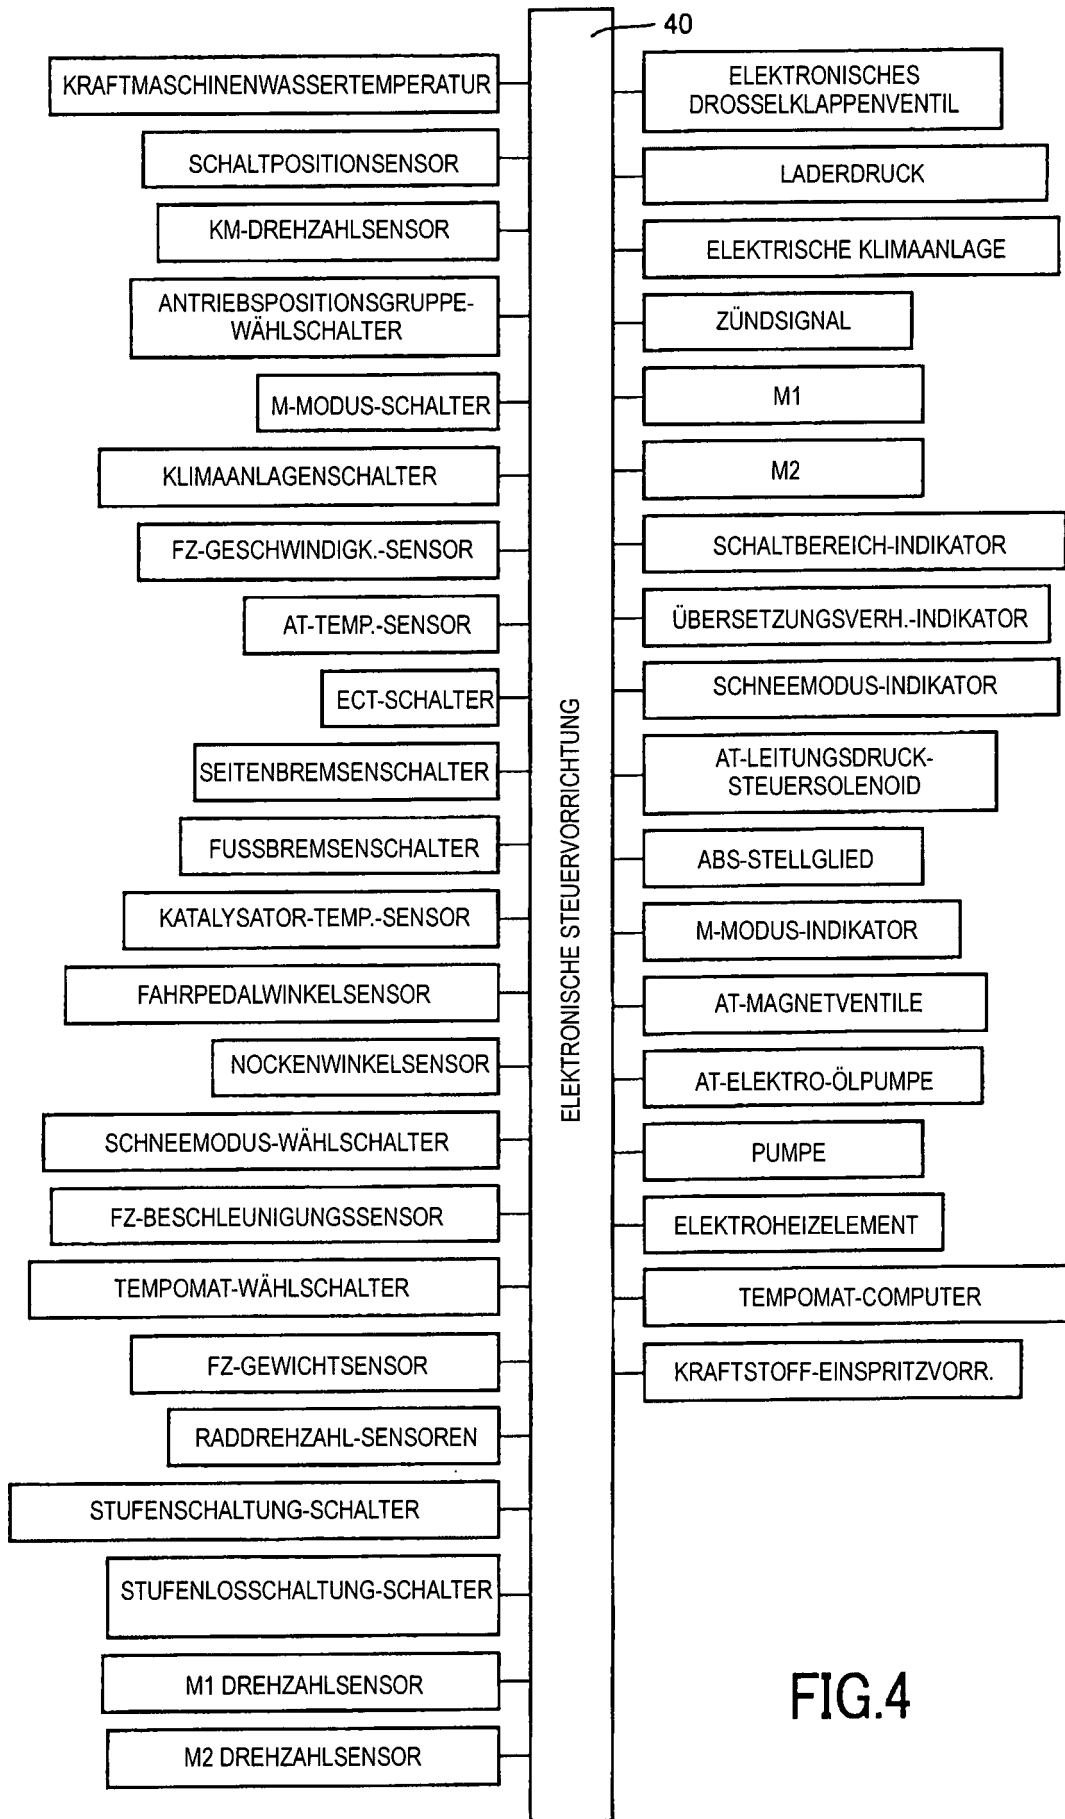 40
KRAFTMASCHINENWASSERTEMPERATUR
SCHALTPOSITIONSENSOR
KM-DREHZAHLSENSOR
ANTRIEBSPOSITIONSGRUPPE-
WÄHLSCHALTER
M-MODUS-SCHALTER
KLIMAANLAGENSCHALTER
FZ-GESCHWINDIGK.-SENSOR
AT-TEMP.-SENSOR
ECT-SCHALTER
SEITENBREMSENSCHALTER
FUSSBREMSENSCHALTER
KATALYSATOR-TEMP.-SENSOR
FAHRPEDALWINKELSENSOR
NOCKENWINKELSENSOR
SCHNEEMODUS-WÄHLSCHALTER
FZ-BESCHLEUNIGUNGSSENSOR
TEMPOMAT-WÄHLSCHALTER
FZ-GEWICHTSENSOR
RADDREHZAHL-SENSOREN
STUFENSCHALTUNG-SCHALTER
STUFENLOSSCHALTUNG-SCHALTER
M1 DREHZAHLSENSOR
M2 DREHZAHLSENSOR
ELEKTRONISCHE STEUERVORRICHTUNG
ELEKTRONISCHES
DROSSELKLAPPENVENTIL
LADERDRUCK
ELEKTRISCHE KLIMAANLAGE
ZÜNDSIGNAL
M1
M2
SCHALTBEREICH-INDIKATOR
ÜBERSETZUNGSVERH.-INDIKATOR
SCHNEEMODUS-INDIKATOR
AT-LEITUNGSDRUCK-
STEUERSOLENOID
ABS-STELLGLIED
M-MODUS-INDIKATOR
AT-MAGNETVENTILE
AT-ELEKTRO-ÖLPUMPE
PUMPE
ELEKTROHEIZELEMENT
TEMPOMAT-COMPUTER
KRAFTSTOFF-EINSPRITZVORR.
FIG.4